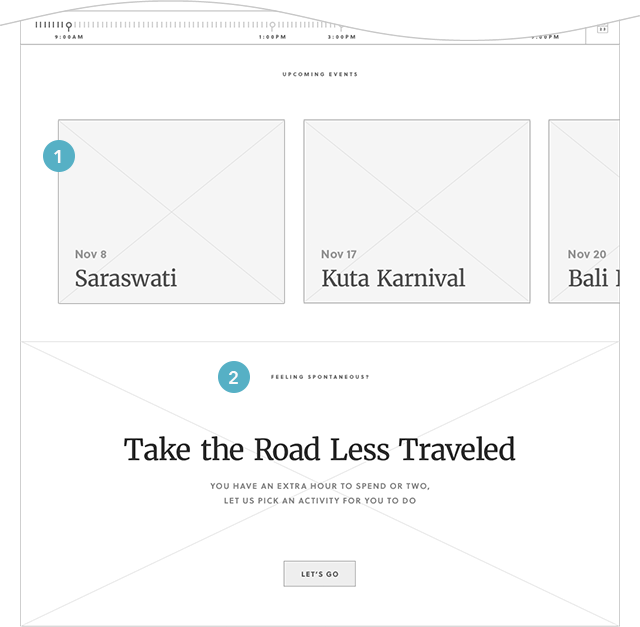 9:00AM
1:00PM
3:00PM
:00PM
UPCOMING EVENTS
1
Nov 8
Saraswati
Nov 17
Kuta Karnival
Nov 20
Bali
2
FEELING SPONTANEOUS?
Take the Road Less Traveled
YOU HAVE AN EXTRA HOUR TO SPEND OR TWO,
LET US PICK AN ACTIVITY FOR YOU TO DO
LET'S GO